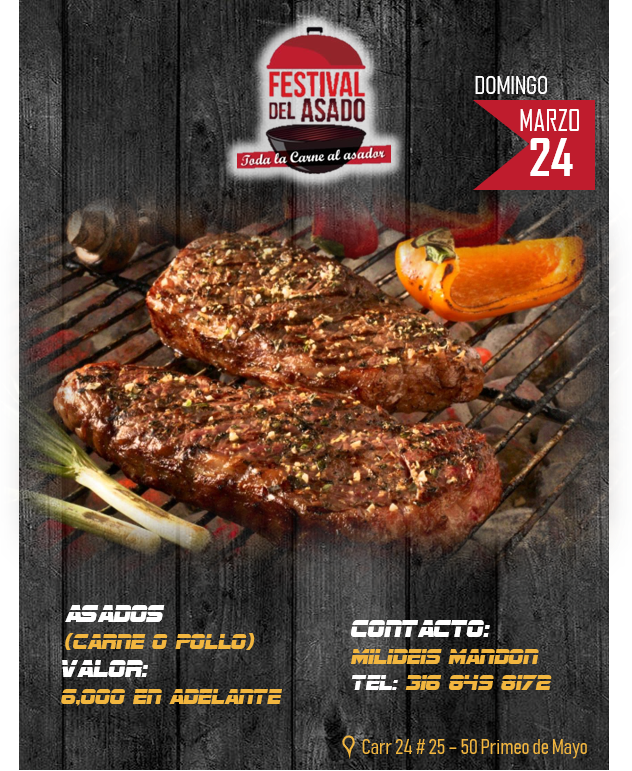 FESTIVAL
DEL ASADO
Toda la Carne al asador
DOMINGO
MARZO
24
ASADOS
(CARNE O POLLO)
VALOR:
6,000 EN ADELANTE
CONTACTO:
MILIDEIS MANDON
TEL: 316 849 8172
Carr 24 # 25 – 50 Primeo de Mayo